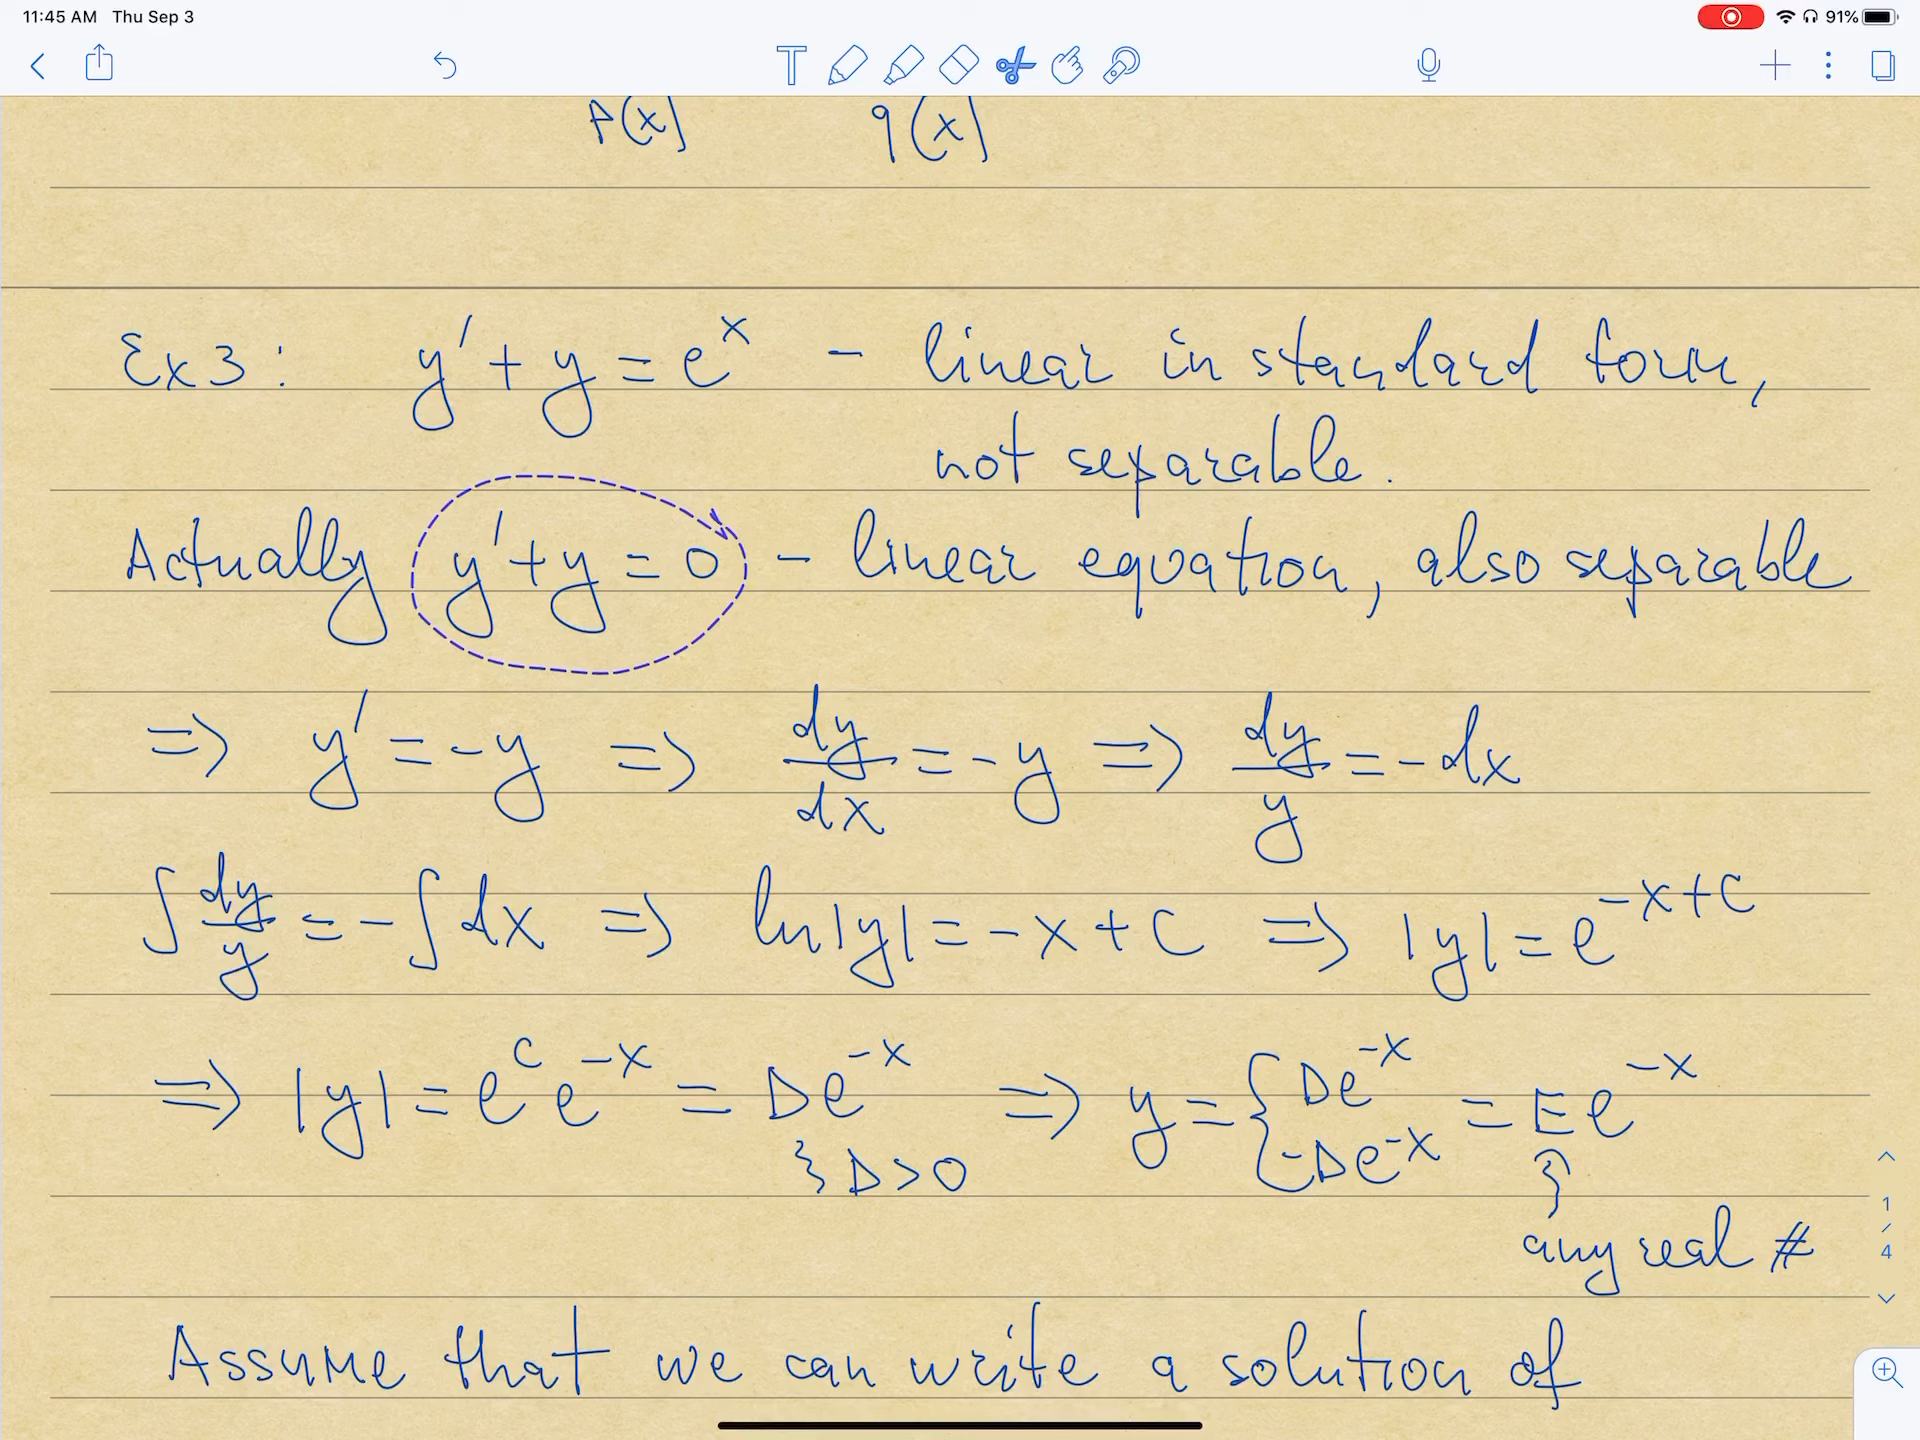 11:45 AM Thu Sep 3 91%
p(x) q(x)
Ex 3: y' + y = e^x – linear in standard form,
not separable.
Actually y' + y = 0 – linear equation, also separable
=> y' = -y => dy/dx = -y => dy/y = -dx
∫ dy/y = -∫ dx => ln|y| = -x + C => |y| = e^{-x+C}
=> |y| = e^C e^{-x} = De^{-x} => y = { De^{-x} -De^{-x} = Ee^{-x}
D > 0
any real #
Assume that we can write a solution of
1
/
4